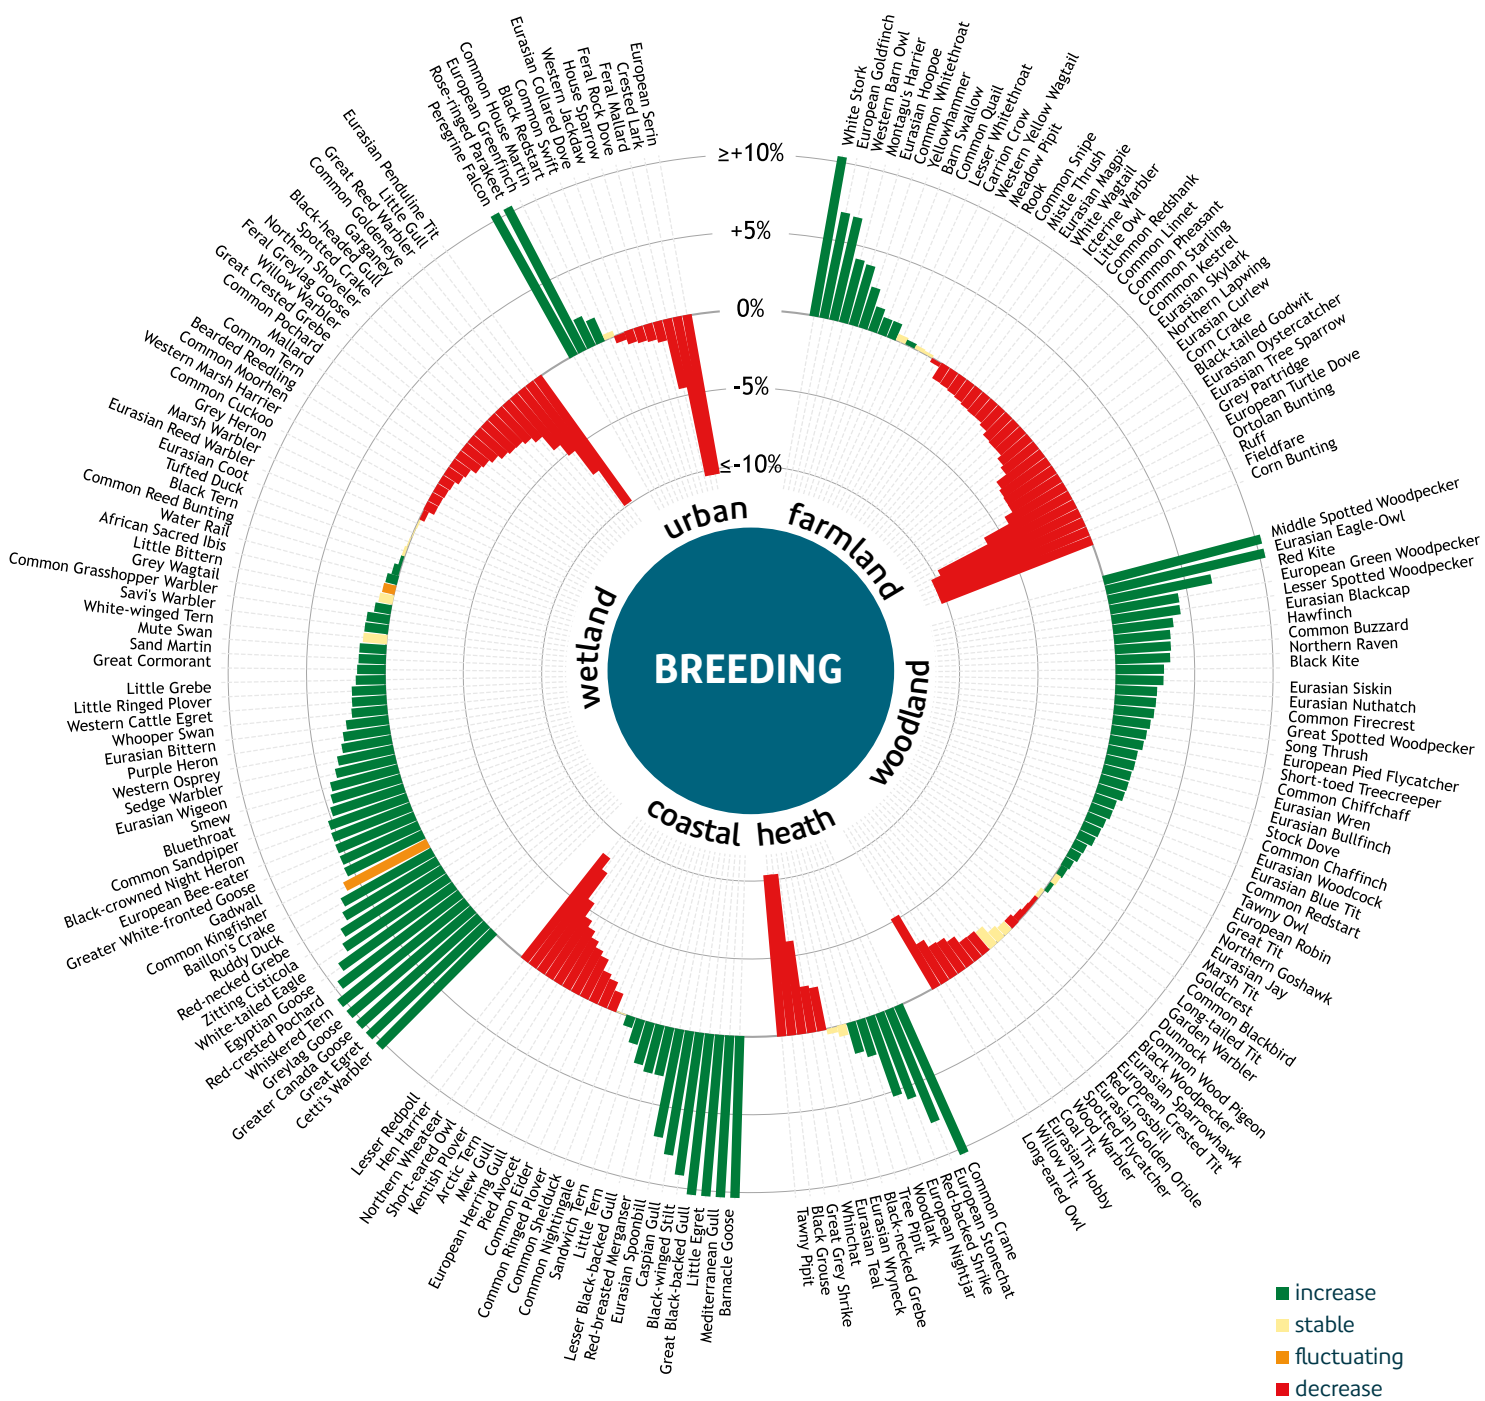 European Serin
Crested Lark
Feral Mallard
Feral Rock Dove
House Sparrow
Western Jackdaw
Eurasian Collared Dove
Common Swift
Black Redstart
Common House Martin
European Greenfinch
Rose-ringed Parakeet
Peregrine Falcon
White Stork
European Goldfinch
Western Barn Owl
Montagu's Harrier
Eurasian Hoopoe
Common Whitethroat
Yellowhammer
Barn Swallow
Common Quail
Lesser Whitethroat
Carrion Crow
Western Yellow Wagtail
Meadow Pipit
Rook
Common Snipe
Mistle Thrush
Eurasian Magpie
White Wagtail
Icterine Warbler
Little Owl
Common Redshank
Common Linnet
Common Pheasant
Common Starling
Common Kestrel
Eurasian Skylark
Northern Lapwing
Eurasian Curlew
Corn Crake
Black-tailed Godwit
Eurasian Oystercatcher
Eurasian Tree Sparrow
Grey Partridge
European Turtle Dove
Ortolan Bunting
Ruff
Fieldfare
Corn Bunting
Middle Spotted Woodpecker
Eurasian Eagle-Owl
Red Kite
European Green Woodpecker
Lesser Spotted Woodpecker
Eurasian Blackcap
Hawfinch
Common Buzzard
Northern Raven
Black Kite
Eurasian Siskin
Eurasian Nuthatch
Common Firecrest
Great Spotted Woodpecker
Song Thrush
European Pied Flycatcher
Short-toed Treecreeper
Common Chiffchaff
Eurasian Wren
Eurasian Bullfinch
Stock Dove
Common Chaffinch
Eurasian Woodcock
Eurasian Blue Tit
Common Redstart
Tawny Owl
European Robin
Great Tit
Northern Goshawk
Eurasian Jay
Marsh Tit
Goldcrest
Common Blackbird
Long-tailed Tit
Garden Warbler
Dunnock
Common Wood Pigeon
Black Woodpecker
Eurasian Sparrowhawk
European Crested Tit
Red Crossbill
Eurasian Golden Oriole
Spotted Flycatcher
Wood Warbler
Coal Tit
Eurasian Hobby
Willow Tit
Long-eared Owl
Common Crane
European Stonechat
Red-backed Shrike
European Nightjar
Woodlark
Tree Pipit
Black-necked Grebe
Eurasian Wryneck
Eurasian Teal
Whinchat
Great Grey Shrike
Black Grouse
Tawny Pipit
Barnacle Goose
Mediterranean Gull
Little Egret
Great Black-backed Gull
Black-winged Stilt
Caspian Gull
Eurasian Spoonbill
Red-breasted Merganser
Lesser Black-backed Gull
Little Tern
Sandwich Tern
Common Nightingale
Common Shelduck
Common Ringed Plover
Common Eider
Pied Avocet
European Herring Gull
Mew Gull
Arctic Tern
Kentish Plover
Short-eared Owl
Northern Wheatear
Hen Harrier
Lesser Redpoll
Cetti's Warbler
Great Egret
Greater Canada Goose
Greylag Goose
Whiskered Tern
Red-crested Pochard
Egyptian Goose
White-tailed Eagle
Zitting Cisticola
Red-necked Grebe
Ruddy Duck
Baillon's Crake
Common Kingfisher
Gadwall
Greater White-fronted Goose
European Bee-eater
Black-crowned Night Heron
Common Sandpiper
Bluethroat
Smew
Eurasian Wigeon
Sedge Warbler
Western Osprey
Purple Heron
Eurasian Bittern
Whooper Swan
Western Cattle Egret
Little Ringed Plover
Little Grebe
Great Cormorant
Sand Martin
Mute Swan
White-winged Tern
Savi's Warbler
Common Grasshopper Warbler
Grey Wagtail
Little Bittern
African Sacred Ibis
Water Rail
Common Reed Bunting
Black Tern
Tufted Duck
Eurasian Coot
Eurasian Reed Warbler
Marsh Warbler
Grey Heron
Common Cuckoo
Western Marsh Harrier
Common Moorhen
Bearded Reedling
Common Tern
Mallard
Common Pochard
Great Crested Grebe
Willow Warbler
Feral Greylag Goose
Northern Shoveler
Spotted Crake
Black-headed Gull
Garganey
Common Goldeneye
Great Reed Warbler
Little Gull
Eurasian Penduline Tit
≥+10%
+5%
0%
-5%
≤-10%
urban
farmland
woodland
heath
coastal
wetland
BREEDING
increase
stable
fluctuating
decrease